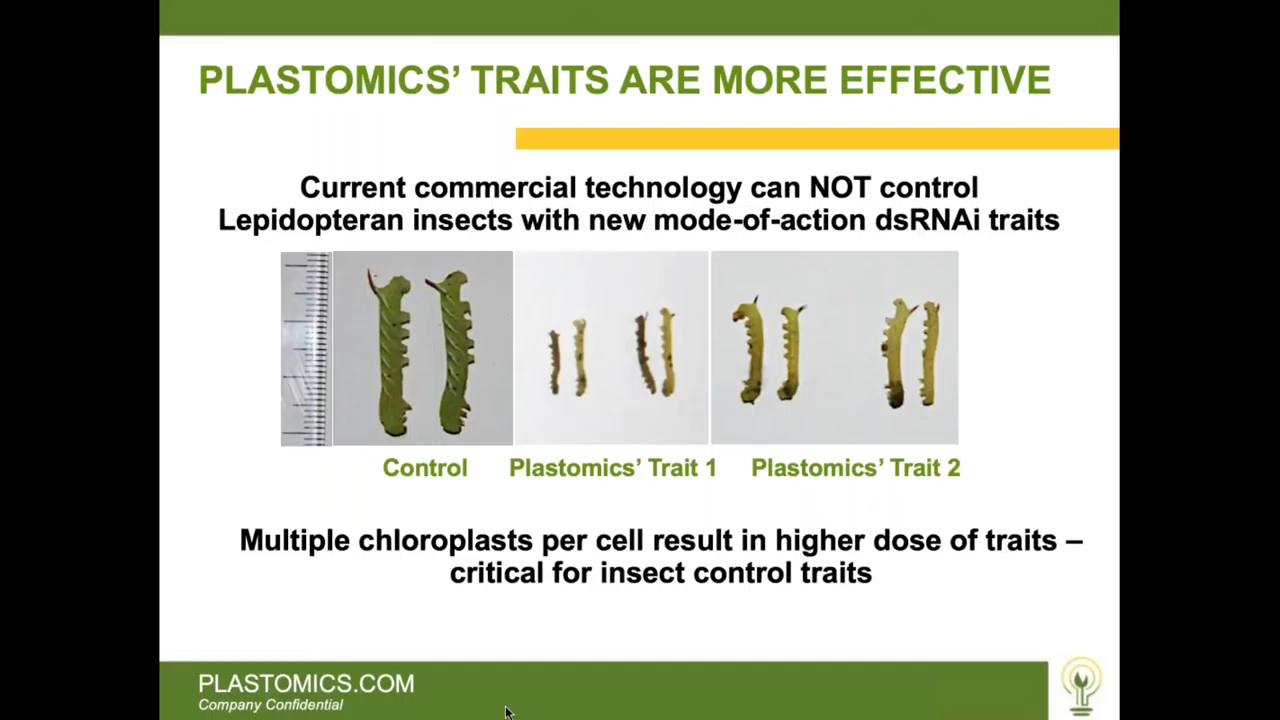 PLASTOMICS’ TRAITS ARE MORE EFFECTIVE
Current commercial technology can NOT control
Lepidopteran insects with new mode-of-action dsRNAi traits
Control
Plastomics’ Trait 1
Plastomics’ Trait 2
Multiple chloroplasts per cell result in higher dose of traits –
critical for insect control traits
PLASTOMICS.COM
Company Confidential